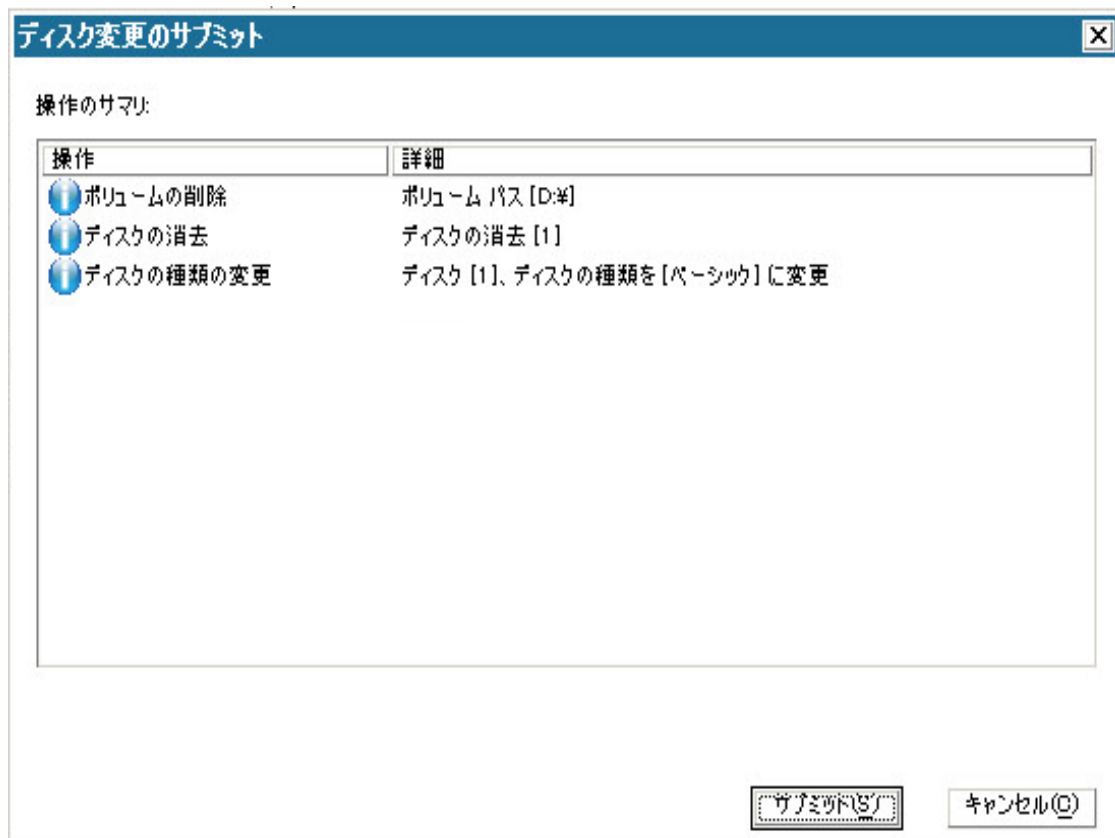 ディスク変更のサブミット
操作のサマリ:
操作 詳細
ボリュームの削除 ボリューム パス [D:¥]
ディスクの消去 ディスクの消去 [1]
ディスクの種類の変更 ディスク [1]、ディスクの種類を [ベーシック] に変更
サブミット(S) キャンセル(C)